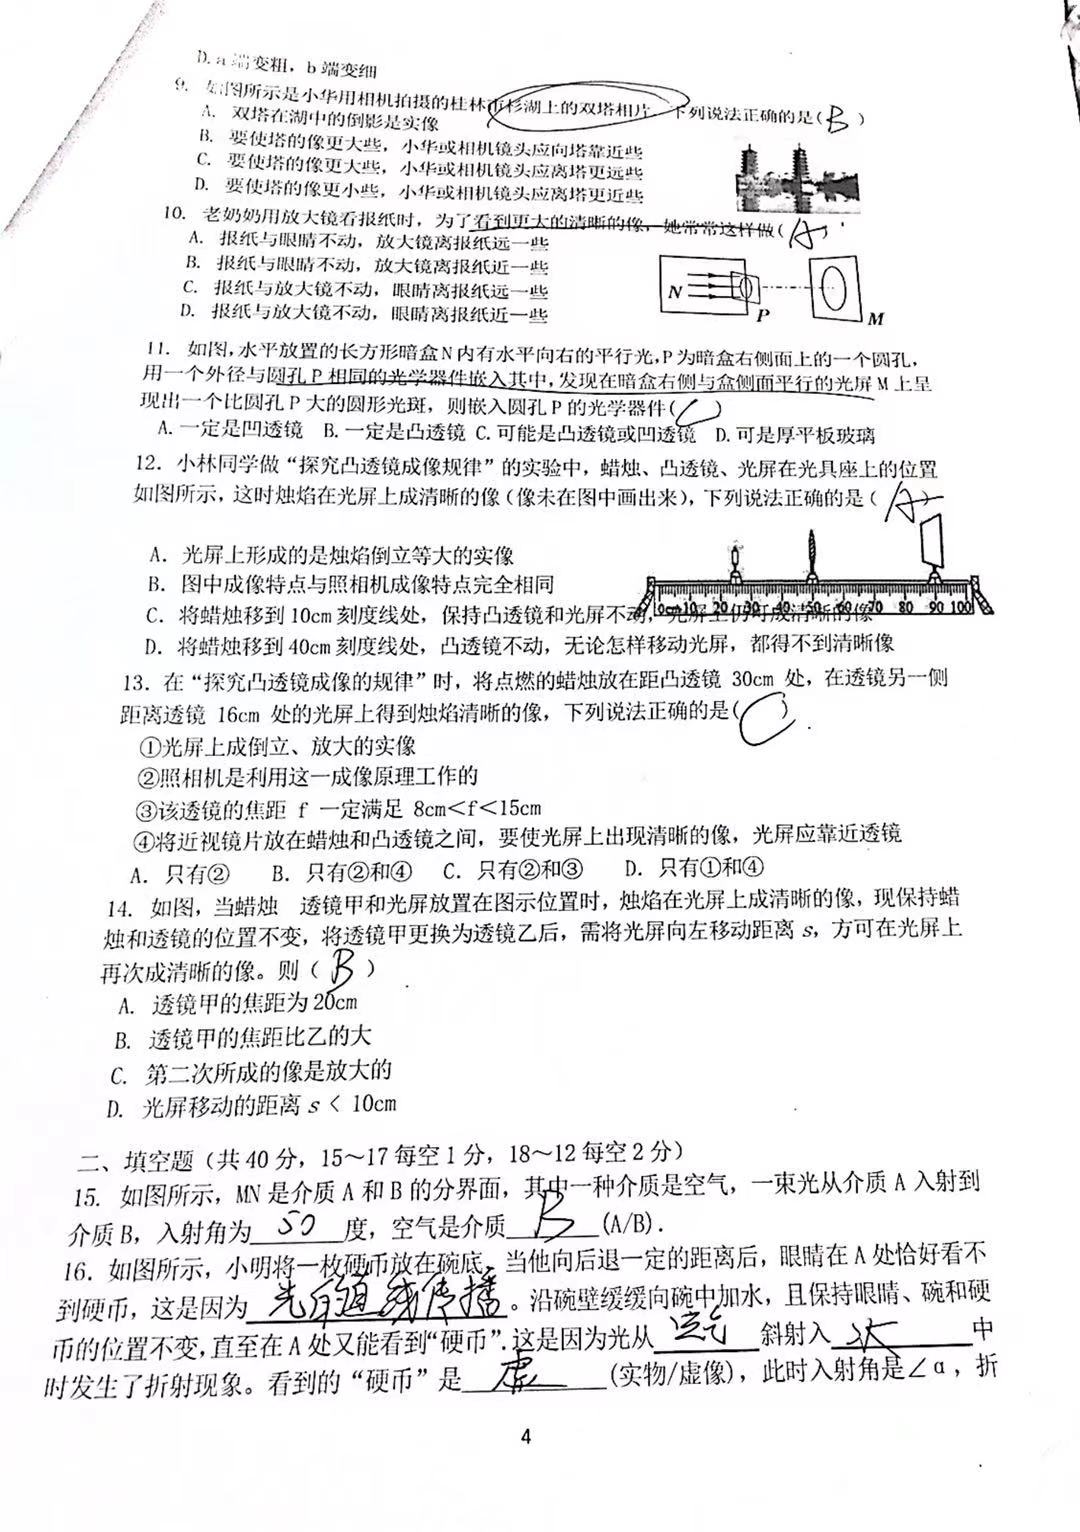 D. a 端变粗，b 端变细
9. 如图所示是小华用相机拍摄的桂林市杉湖上的双塔相片，下列说法正确的是(B)
A. 双塔在湖中的倒影是实像
B. 要使塔的像更大些，小华或相机镜头应向塔靠近些
C. 要使塔的像更大些，小华或相机镜头应离塔更远些
D. 要使塔的像更小些，小华或相机镜头应离塔更近些
10. 老奶奶用放大镜看报纸时，为了看到更大的清晰的像，她常常这样做(A)
A. 报纸与眼睛不动，放大镜离报纸远一些
B. 报纸与眼睛不动，放大镜离报纸近一些
C. 报纸与放大镜不动，眼睛离报纸远一些
D. 报纸与放大镜不动，眼睛离报纸近一些
N P M
11. 如图，水平放置的长方形暗盒N内有水平向右的平行光，P为暗盒右侧面上的一个圆孔，
用一个外径与圆孔P相同的光学器件嵌入其中，发现在暗盒右侧与盒侧面平行的光屏M上呈
现出一个比圆孔P大的圆形光斑，则嵌入圆孔P的光学器件(C)
A. 一定是凹透镜 B. 一定是凸透镜 C. 可能是凸透镜或凹透镜 D. 可是厚平板玻璃
12. 小林同学做“探究凸透镜成像规律”的实验中，蜡烛、凸透镜、光屏在光具座上的位置
如图所示，这时烛焰在光屏上成清晰的像（像未在图中画出来），下列说法正确的是（A）
A. 光屏上形成的是烛焰倒立等大的实像
B. 图中成像特点与照相机成像特点完全相同
C. 将蜡烛移到10cm刻度线处，保持凸透镜和光屏不动，光屏上仍可成清晰的像
0cm 10 20 30 40 50 60 70 80 90 100
D. 将蜡烛移到40cm刻度线处，凸透镜不动，无论怎样移动光屏，都得不到清晰像
13. 在“探究凸透镜成像的规律”时，将点燃的蜡烛放在距凸透镜 30cm 处，在透镜另一侧
距离透镜 16cm 处的光屏上得到烛焰清晰的像，下列说法正确的是(C)
①光屏上成倒立、放大的实像
②照相机是利用这一成像原理工作的
③该透镜的焦距 f 一定满足 8cm<f<15cm
④将近视镜片放在蜡烛和凸透镜之间，要使光屏上出现清晰的像，光屏应靠近透镜
A. 只有② B. 只有②和④ C. 只有②和③ D. 只有①和④
14. 如图，当蜡烛 透镜甲和光屏放置在图示位置时，烛焰在光屏上成清晰的像，现保持蜡
烛和透镜的位置不变，将透镜甲更换为透镜乙后，需将光屏向左移动距离 s，方可在光屏上
再次成清晰的像。则（B）
A. 透镜甲的焦距为20cm
B. 透镜甲的焦距比乙的大
C. 第二次所成的像是放大的
D. 光屏移动的距离 s < 10cm
二、填空题（共40分，15～17每空1分，18～12每空2分）
15. 如图所示，MN是介质A和B的分界面，其中一种介质是空气，一束光从介质A入射到
介质B，入射角为 50 度，空气是介质 B (A/B).
16. 如图所示，小明将一枚硬币放在碗底，当他向后退一定的距离后，眼睛在A处恰好看不
到硬币，这是因为 光 线传播。沿碗壁缓缓向碗中加水，且保持眼睛、碗和硬
币的位置不变，直至在A处又能看到“硬币”.这是因为光从 空气 斜射入 水 中
时发生了折射现象。看到的“硬币”是 虚 (实物/虚像)，此时入射角是∠α，折
4